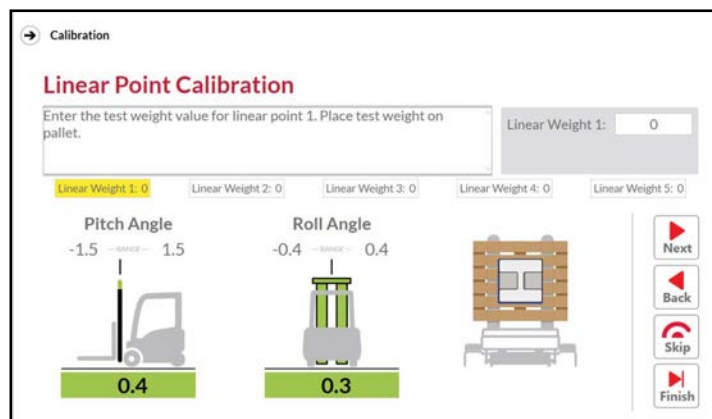 Calibration
Linear Point Calibration
Enter the test weight value for linear point 1. Place test weight on
pallet.
Linear Weight 1: 0
Linear Weight 1: 0
Linear Weight 2: 0
Linear Weight 3: 0
Linear Weight 4: 0
Linear Weight 5: 0
Pitch Angle
-1.5 RANGE 1.5
Roll Angle
-0.4 RANGE 0.4
0.4
0.3
Next
Back
Skip
Finish